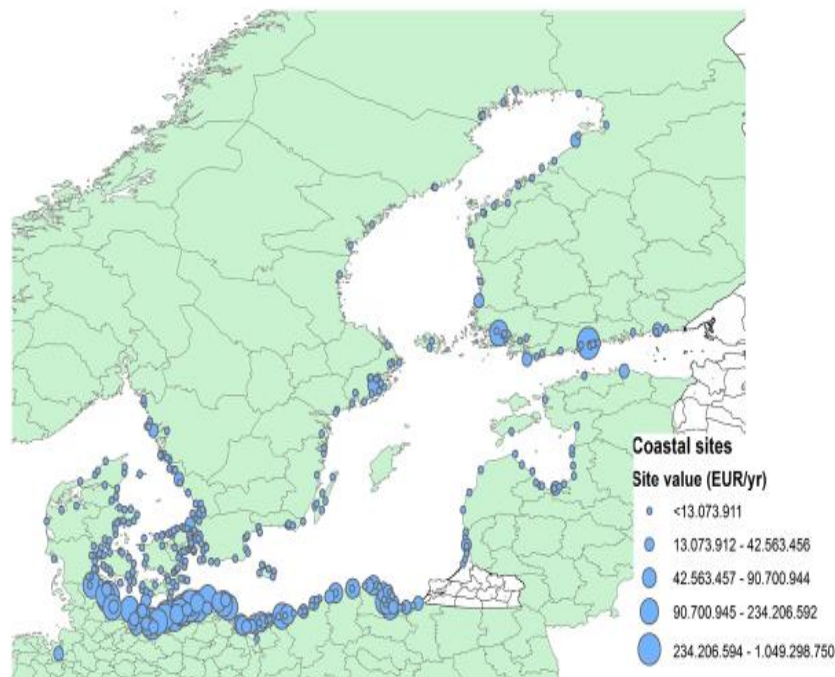 Coastal sites
Site value (EUR/yr)
<13.073.911
13.073.912 - 42.563.456
42.563.457 - 90.700.944
90.700.945 - 234.206.592
234.206.594 - 1.049.298.750